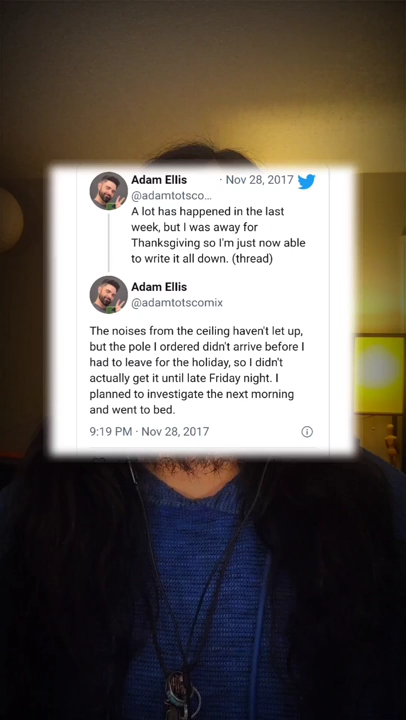 Adam Ellis · Nov 28, 2017
@adamtotsco...
A lot has happened in the last
week, but I was away for
Thanksgiving so I'm just now able
to write it all down. (thread)
Adam Ellis
@adamtotscomix
The noises from the ceiling haven't let up,
but the pole I ordered didn't arrive before I
had to leave for the holiday, so I didn't
actually get it until late Friday night. I
planned to investigate the next morning
and went to bed.
9:19 PM · Nov 28, 2017